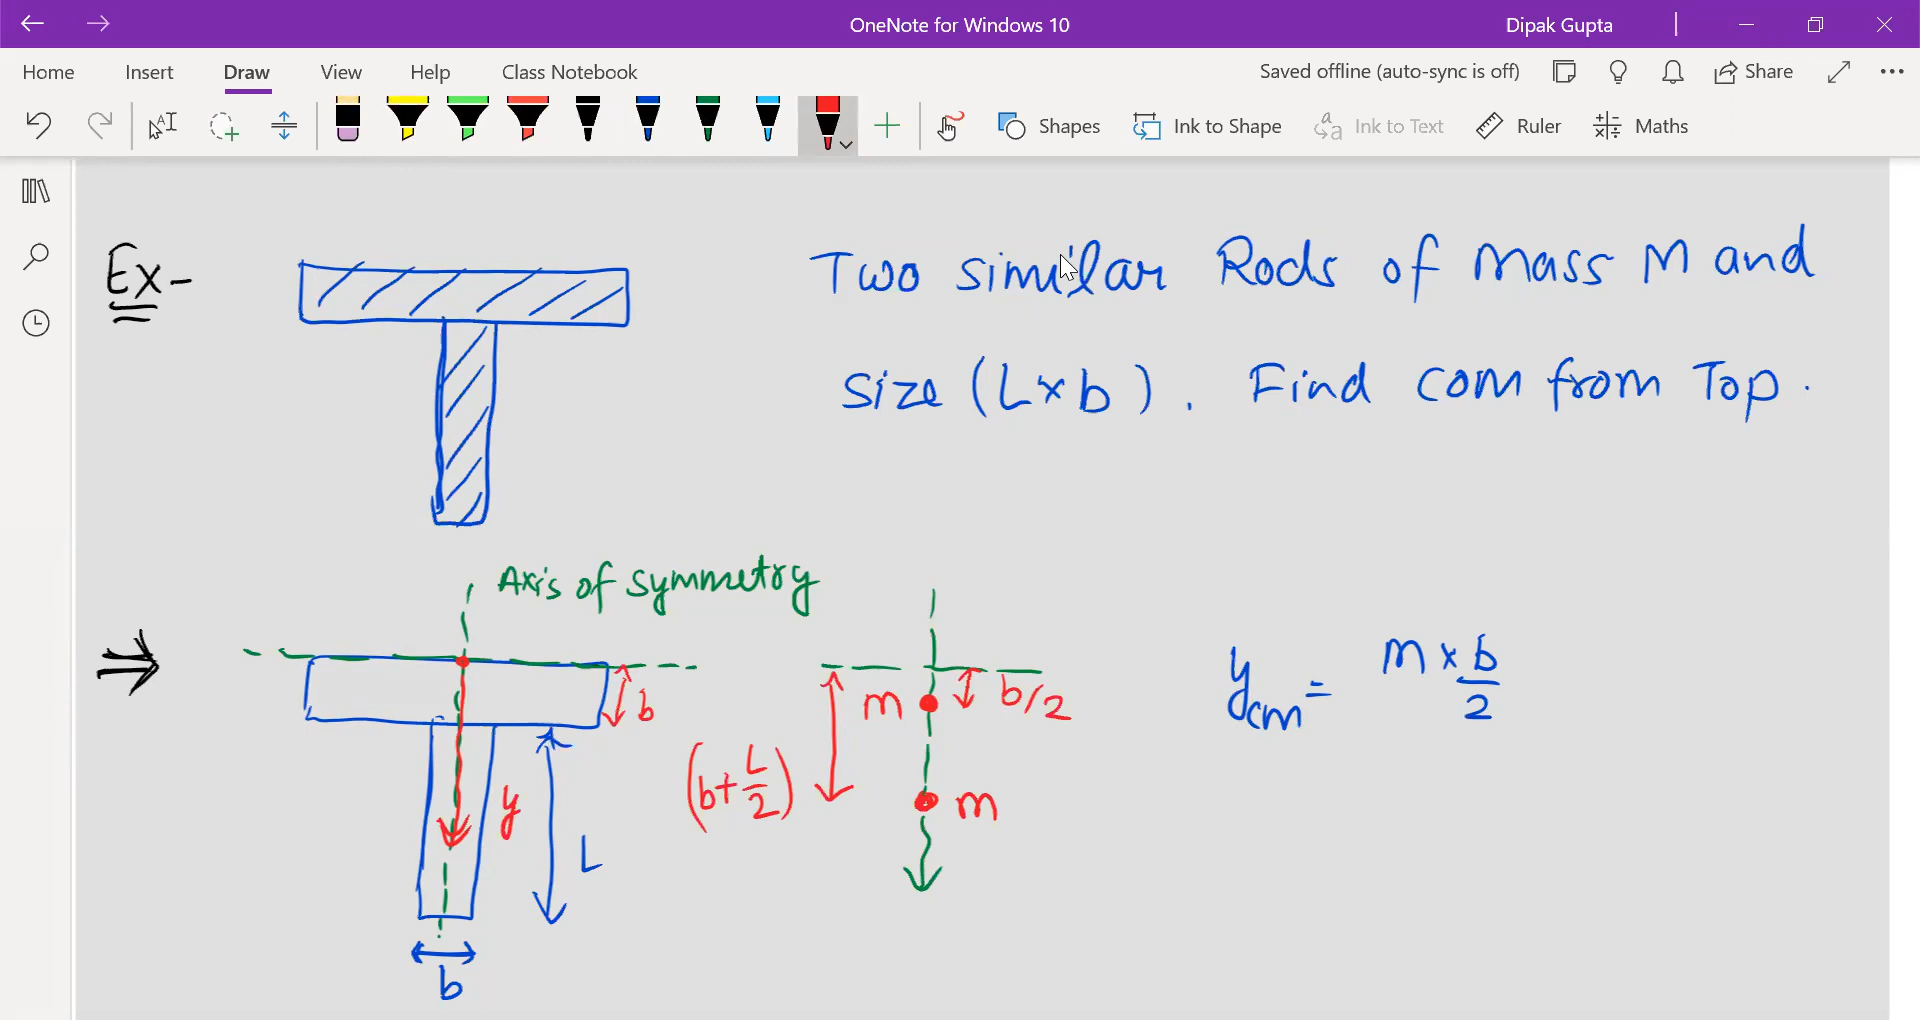 OneNote for Windows 10
Dipak Gupta
Home Insert Draw View Help Class Notebook
Saved offline (auto-sync is off)
Share
Shapes Ink to Shape Ink to Text Ruler Maths
Ex-
Two similar Rods of mass M and
size (L×b). Find com from Top.
Axis of symmetry
b
y
L
b
m
b/2
(b+L/2)
m
y_cm = m × b/2